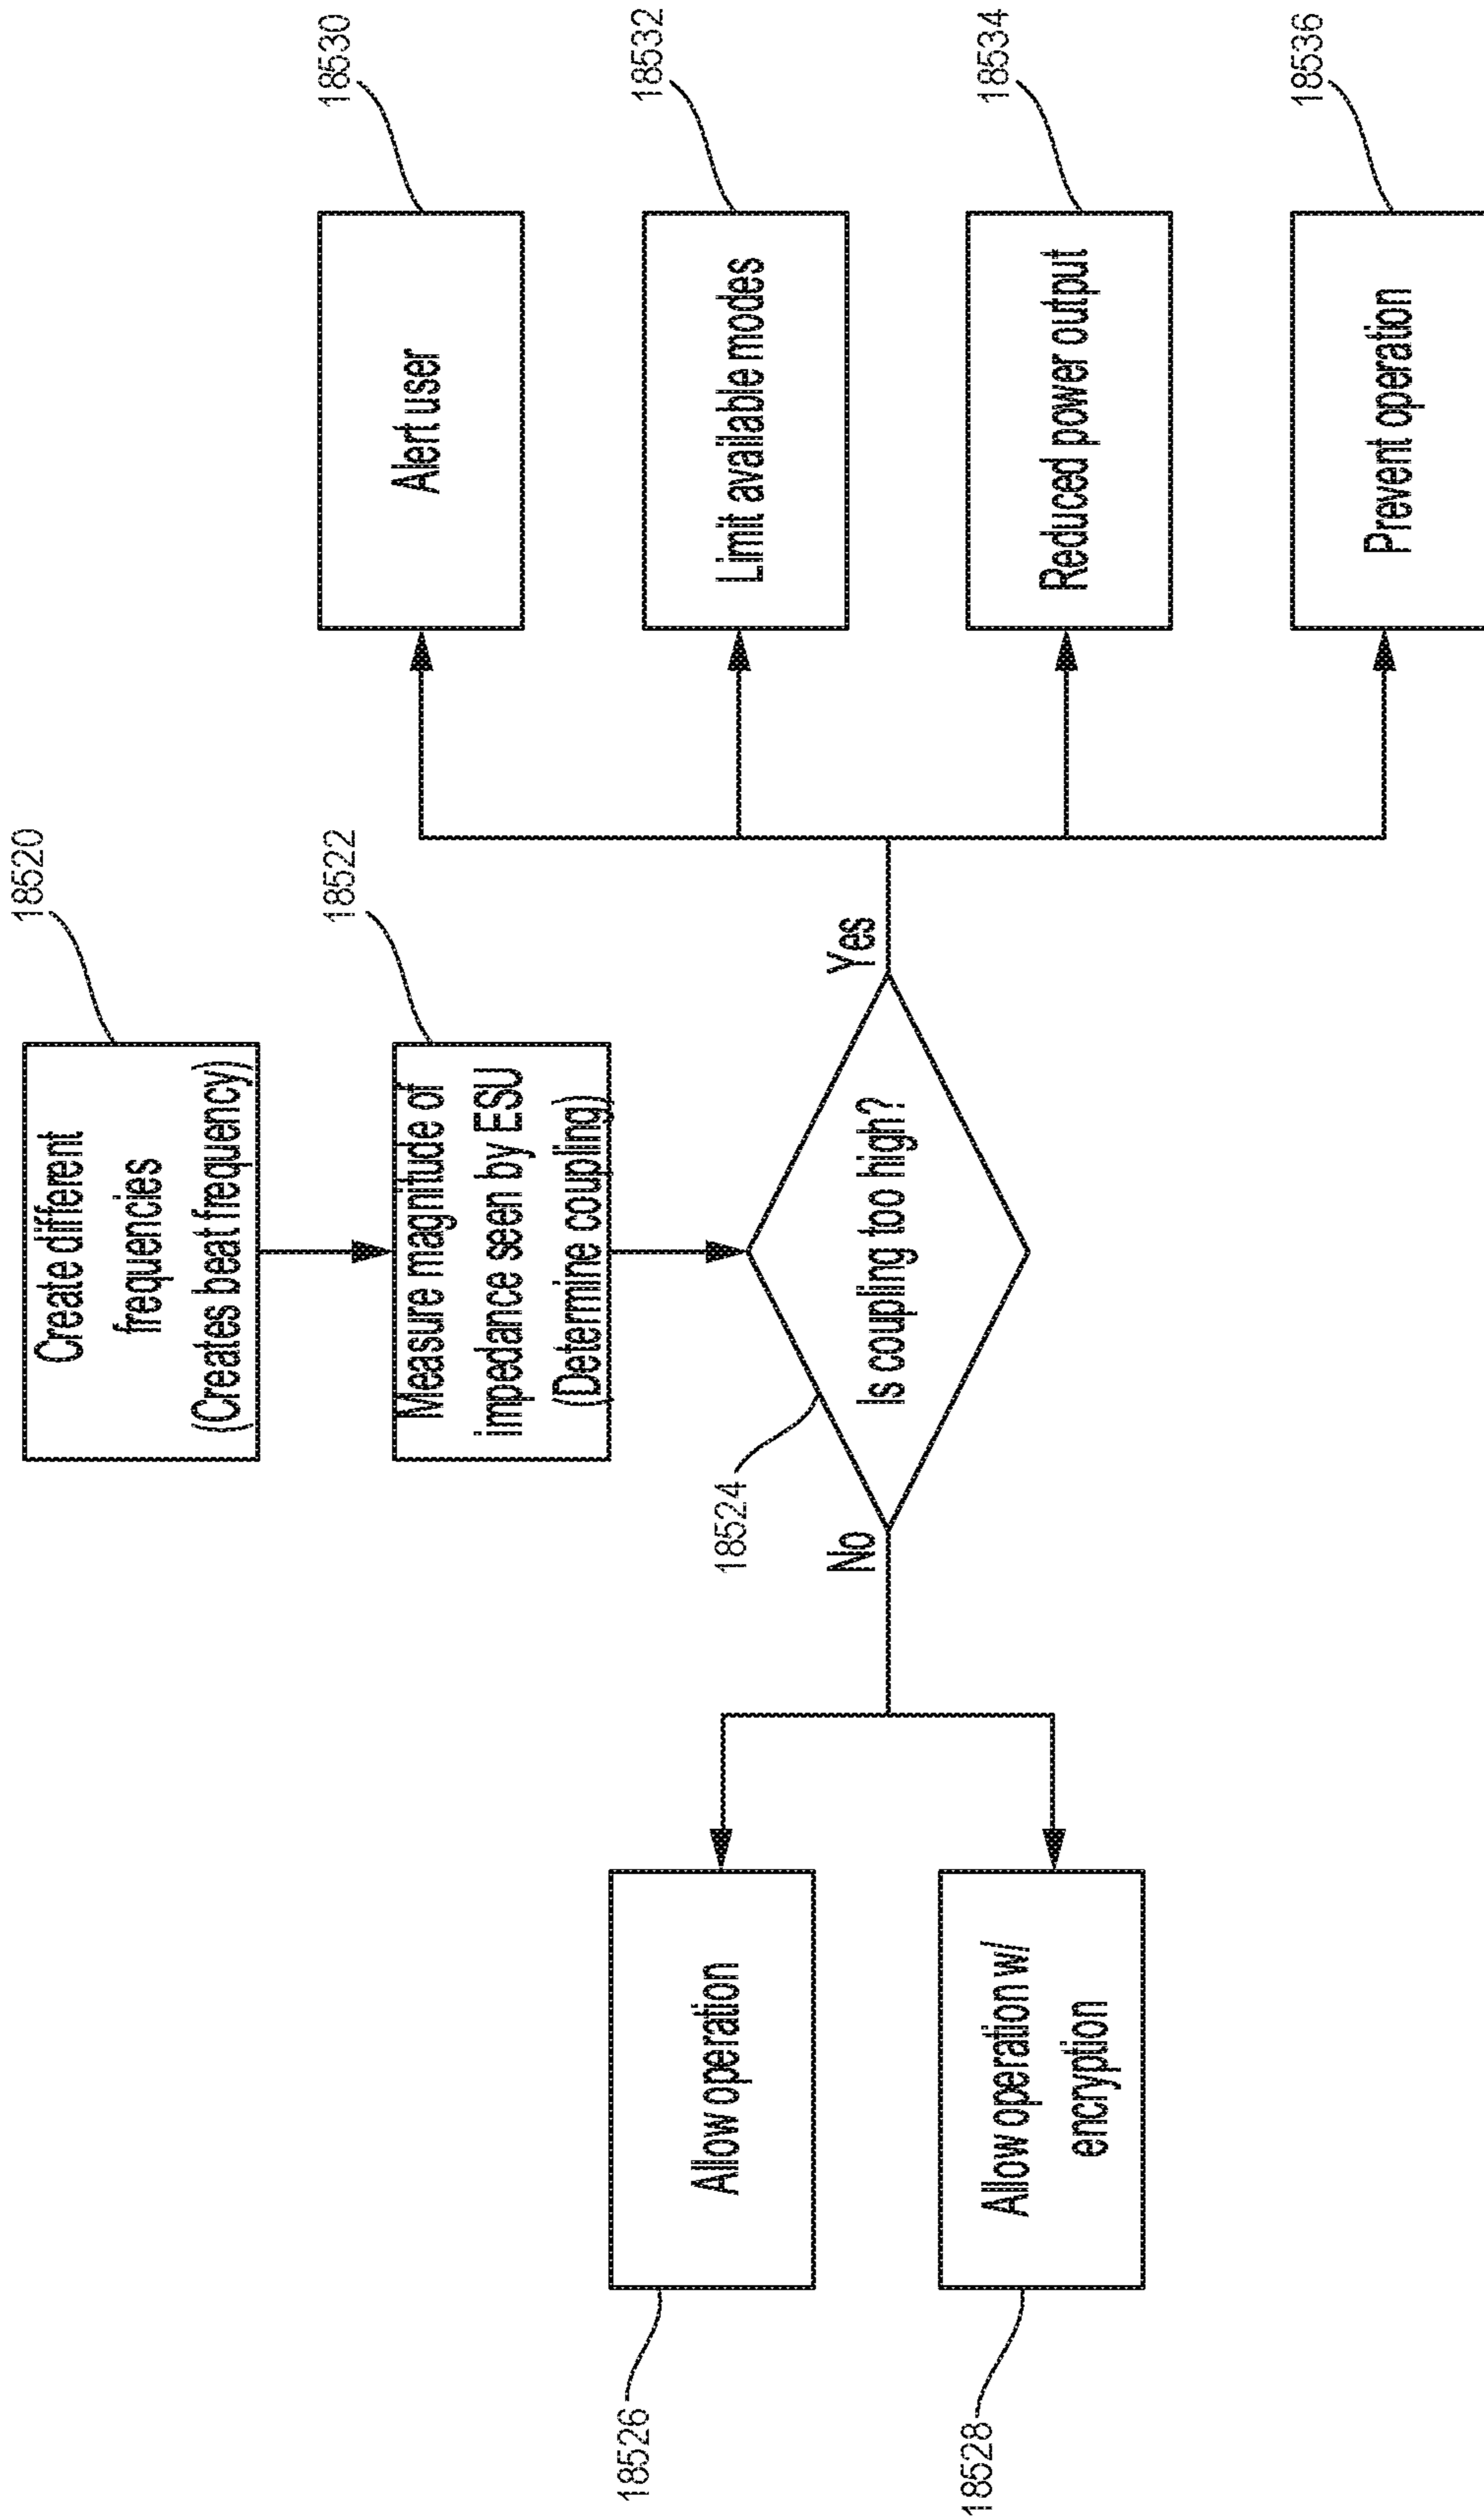 18520
Create different
frequencies
(Creates beat frequency)
18522
Measure magnitude of
impedance seen by ESU
(Determine coupling)
18524
Is coupling too high?
No
Yes
18526
Allow operation
18528
Allow operation w/
encryption
Alert user
18530
Limit available modes
18532
Reduced power output
18534
Prevent operation
18536